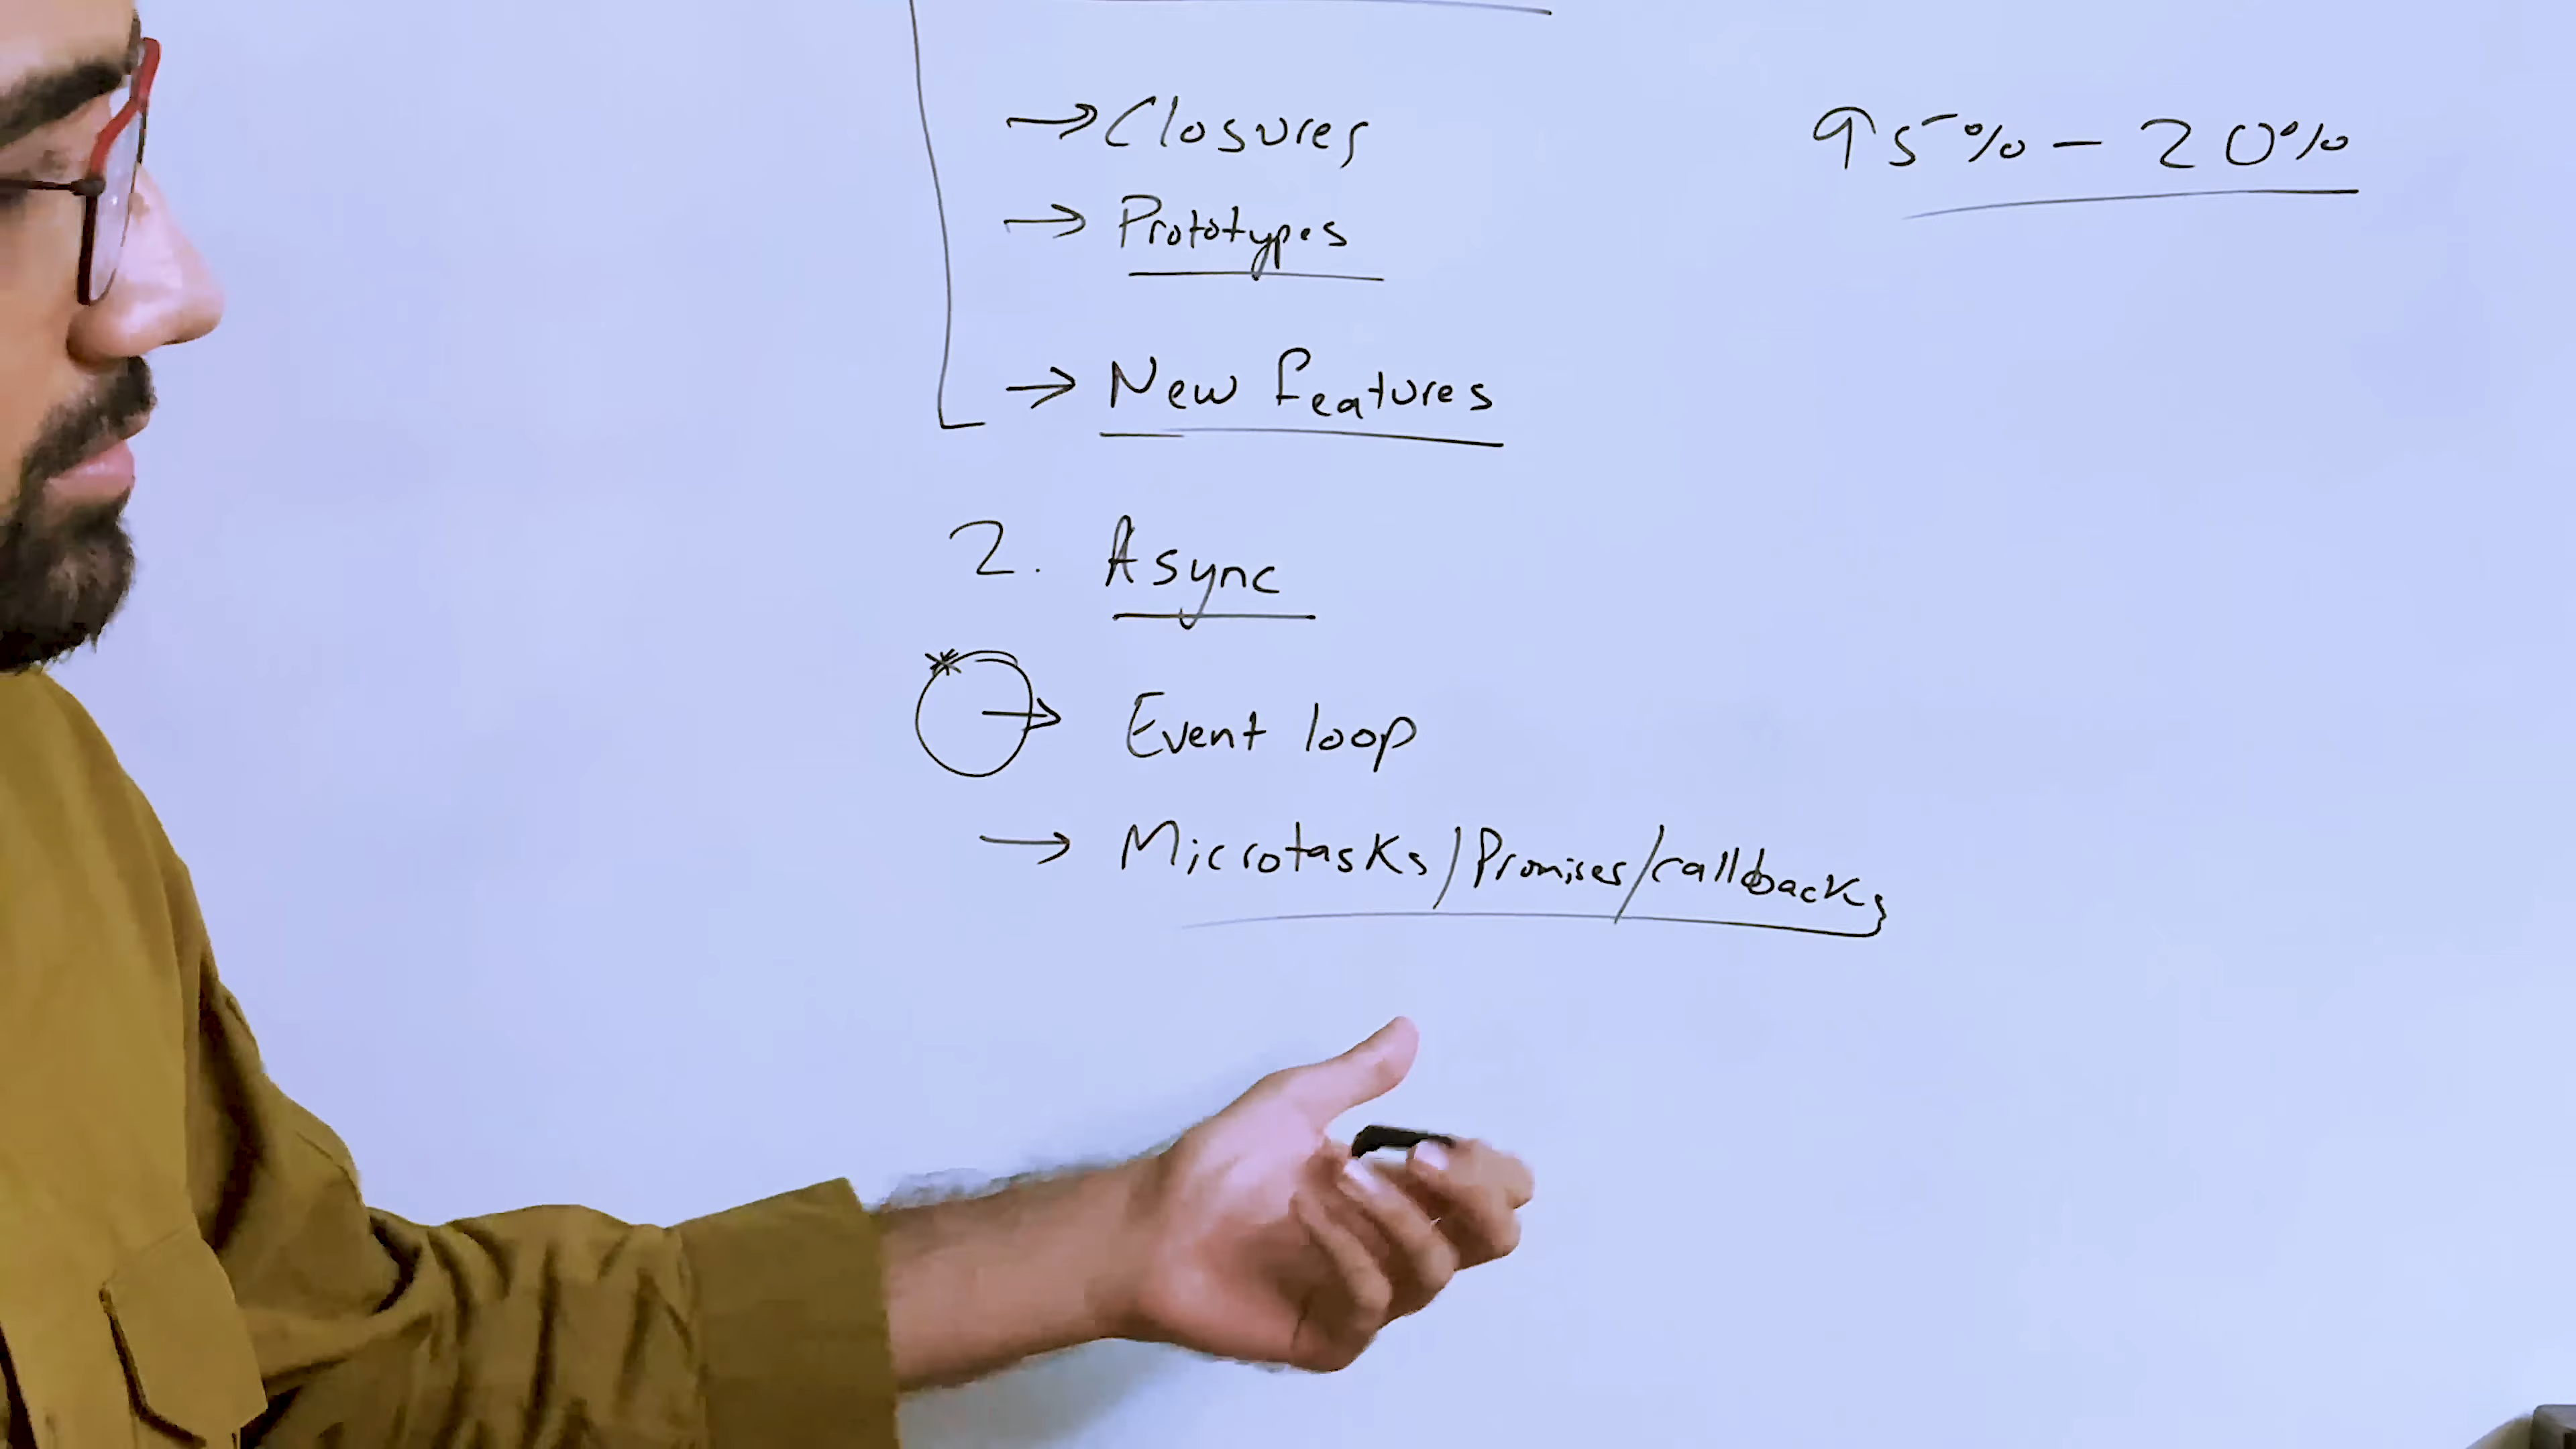 → Closures
95% - 20%
→ Prototypes
→ New features
2. Async
→ Event loop
→ Microtasks/Promises/callbacks